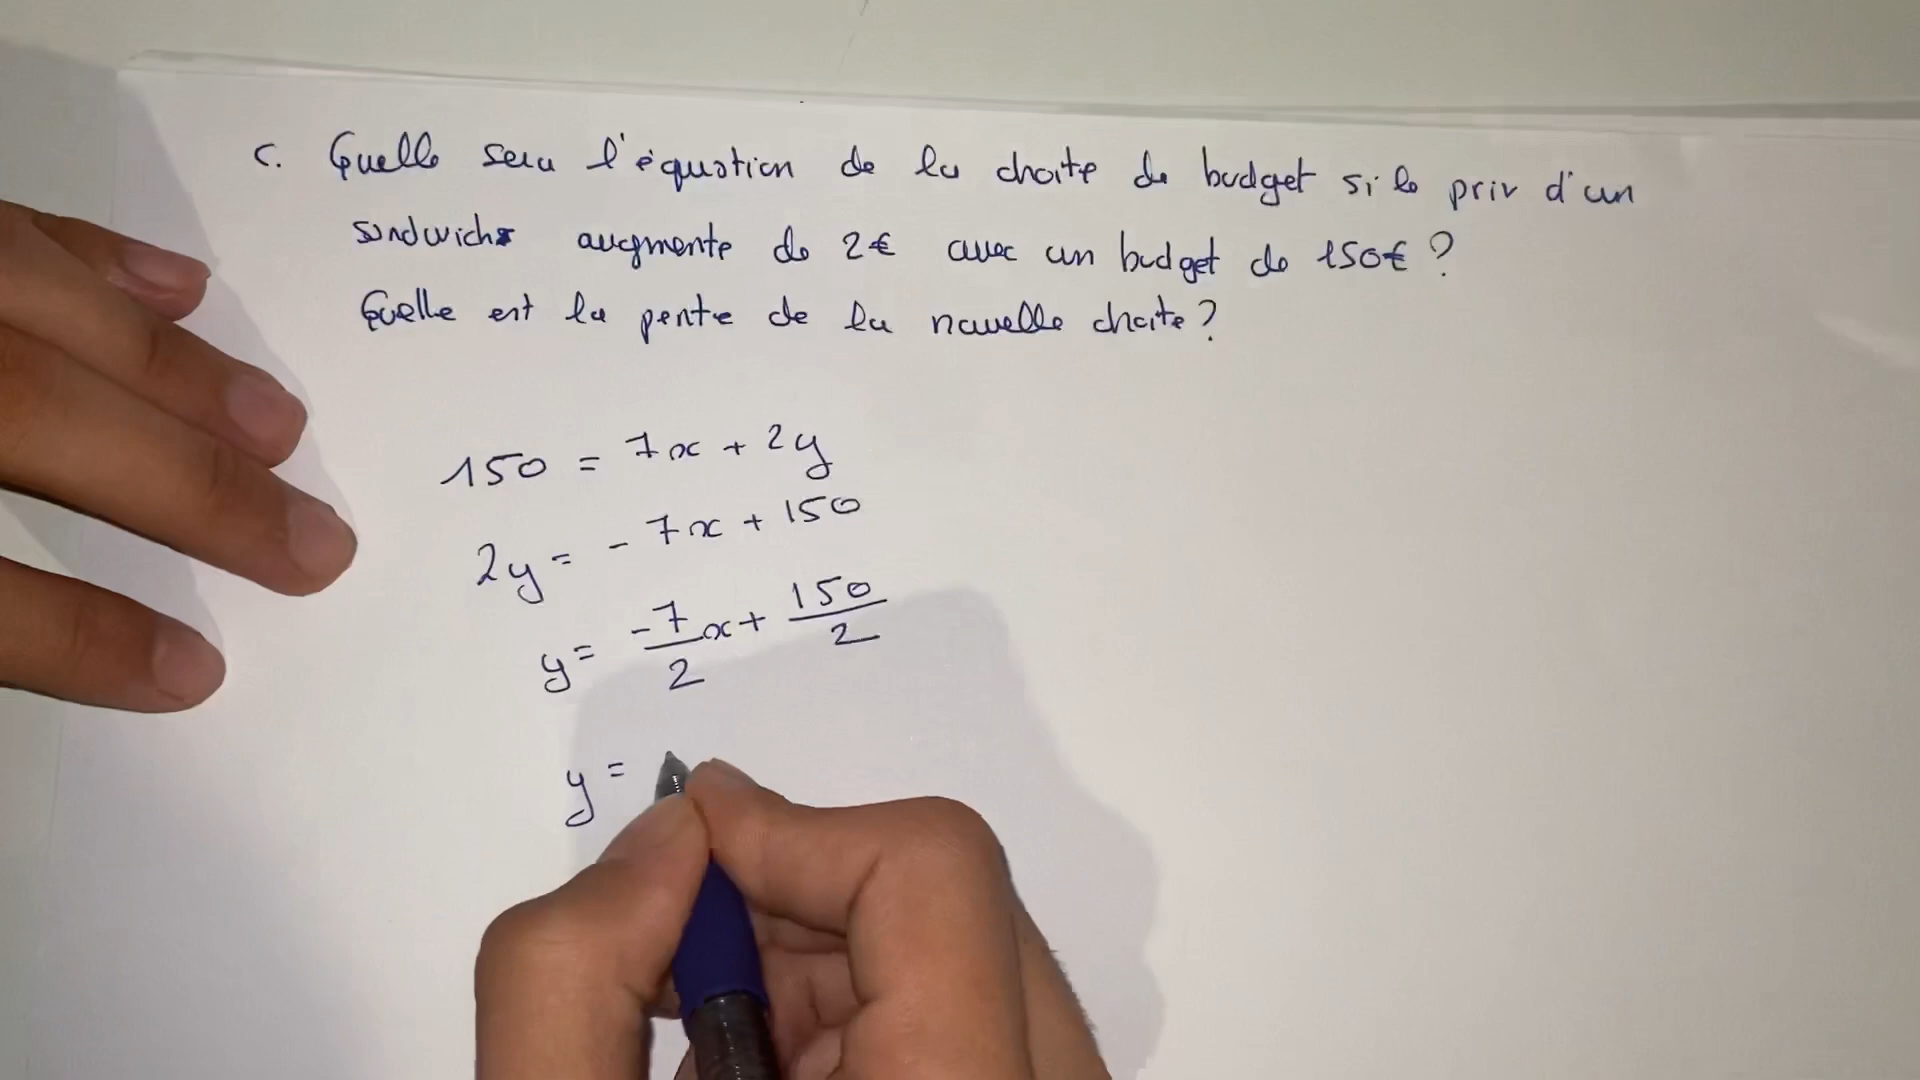 c. Quelle sera l'équation de la droite de budget si le prix d'un
sandwich augmente de 2€ avec un budget de 150€ ?
Quelle est la pente de la nouvelle droite ?
150 = 7x + 2y
2y = - 7x + 150
y = -7/2 x + 150/2
y =